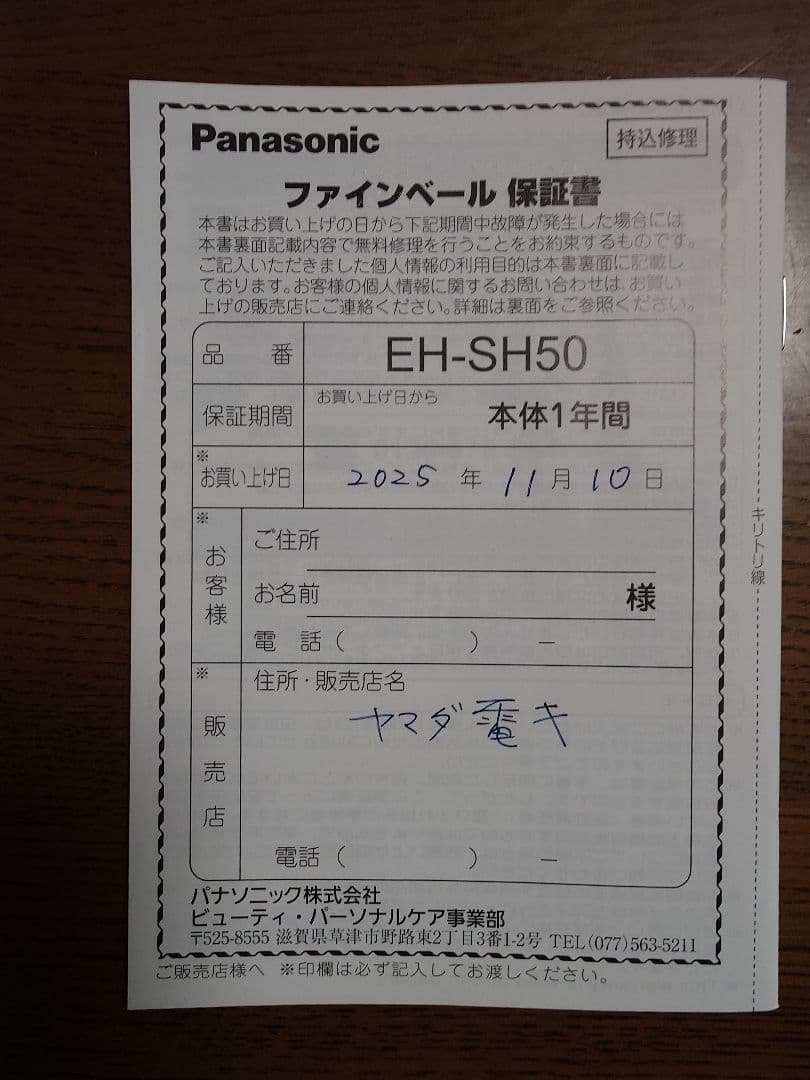 Panasonic
持込修理
ファインベール 保証書
本書はお買い上げの日から下記期間中故障が発生した場合には
本書裏面記載内容で無料修理を行うことをお約束するものです。
ご記入いただきました個人情報の利用目的は本書裏面に記載し
ております。お客様の個人情報に関するお問い合わせは、お買い
上げの販売店にご連絡ください。詳細は裏面をご参照ください。
品 番 EH-SH50
保証期間 お買い上げ日から 本体1年間
※お買い上げ日 2025 年 11 月 10 日
※お客様
ご住所
お名前 様
電 話 ( ) –
※販売店
住所・販売店名
ヤマダ電キ
電話 ( ) –
パナソニック株式会社
ビューティ・パーソナルケア事業部
〒525-8555 滋賀県草津市野路東2丁目3番1-2号 TEL(077)563-5211
ご販売店様へ ※印欄は必ず記入してお渡しください。
キリトリ線